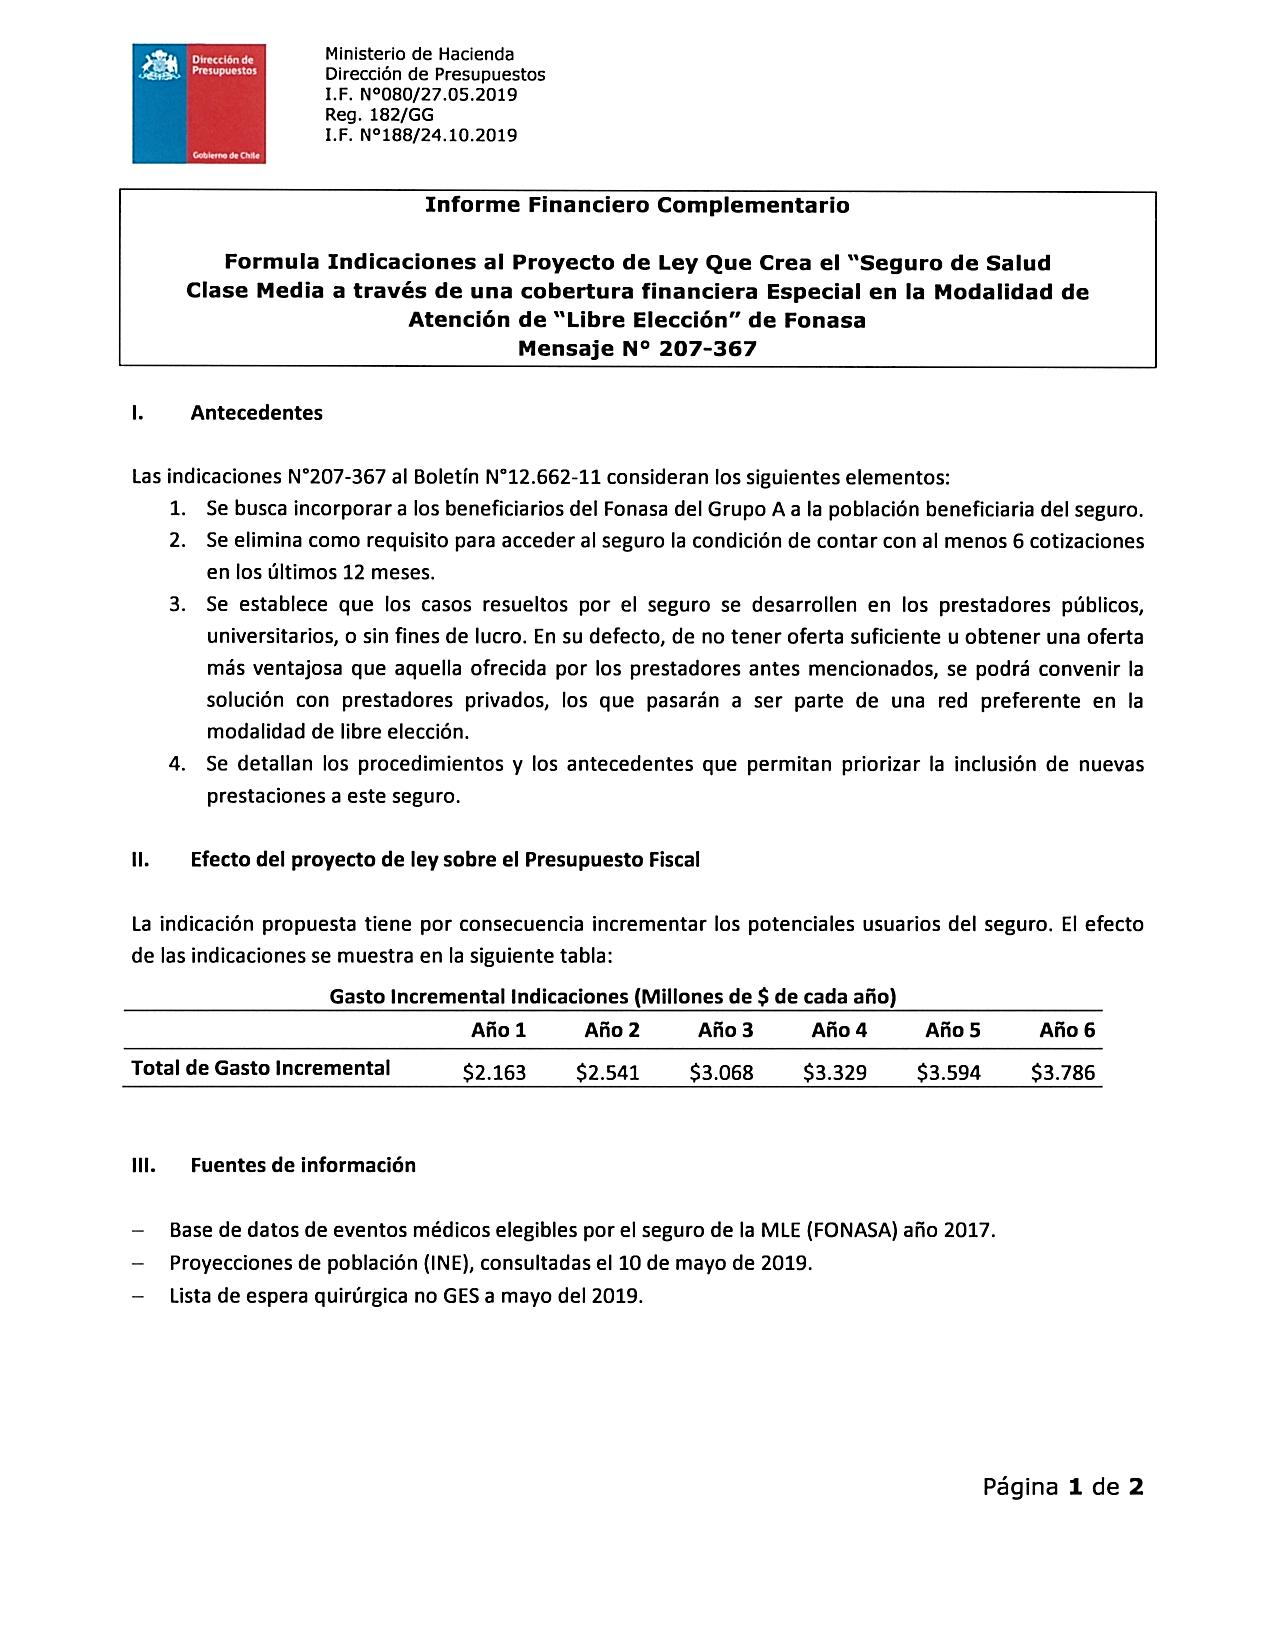 Dirección de
Presupuestos
Gobierno de Chile
Ministerio de Hacienda
Dirección de Presupuestos
I.F. N°080/27.05.2019
Reg. 182/GG
I.F. N°188/24.10.2019
Informe Financiero Complementario
Formula Indicaciones al Proyecto de Ley Que Crea el "Seguro de Salud
Clase Media a través de una cobertura financiera Especial en la Modalidad de
Atención de "Libre Elección" de Fonasa
Mensaje N° 207-367
I. Antecedentes
Las indicaciones N°207-367 al Boletín N°12.662-11 consideran los siguientes elementos:
1. Se busca incorporar a los beneficiarios del Fonasa del Grupo A a la población beneficiaria del seguro.
2. Se elimina como requisito para acceder al seguro la condición de contar con al menos 6 cotizaciones
en los últimos 12 meses.
3. Se establece que los casos resueltos por el seguro se desarrollen en los prestadores públicos,
universitarios, o sin fines de lucro. En su defecto, de no tener oferta suficiente u obtener una oferta
más ventajosa que aquella ofrecida por los prestadores antes mencionados, se podrá convenir la
solución con prestadores privados, los que pasarán a ser parte de una red preferente en la
modalidad de libre elección.
4. Se detallan los procedimientos y los antecedentes que permitan priorizar la inclusión de nuevas
prestaciones a este seguro.
II. Efecto del proyecto de ley sobre el Presupuesto Fiscal
La indicación propuesta tiene por consecuencia incrementar los potenciales usuarios del seguro. El efecto
de las indicaciones se muestra en la siguiente tabla:
Gasto Incremental Indicaciones (Millones de $ de cada año)
Año 1 Año 2 Año 3 Año 4 Año 5 Año 6
Total de Gasto Incremental $2.163 $2.541 $3.068 $3.329 $3.594 $3.786
III. Fuentes de información
– Base de datos de eventos médicos elegibles por el seguro de la MLE (FONASA) año 2017.
– Proyecciones de población (INE), consultadas el 10 de mayo de 2019.
– Lista de espera quirúrgica no GES a mayo del 2019.
Página 1 de 2